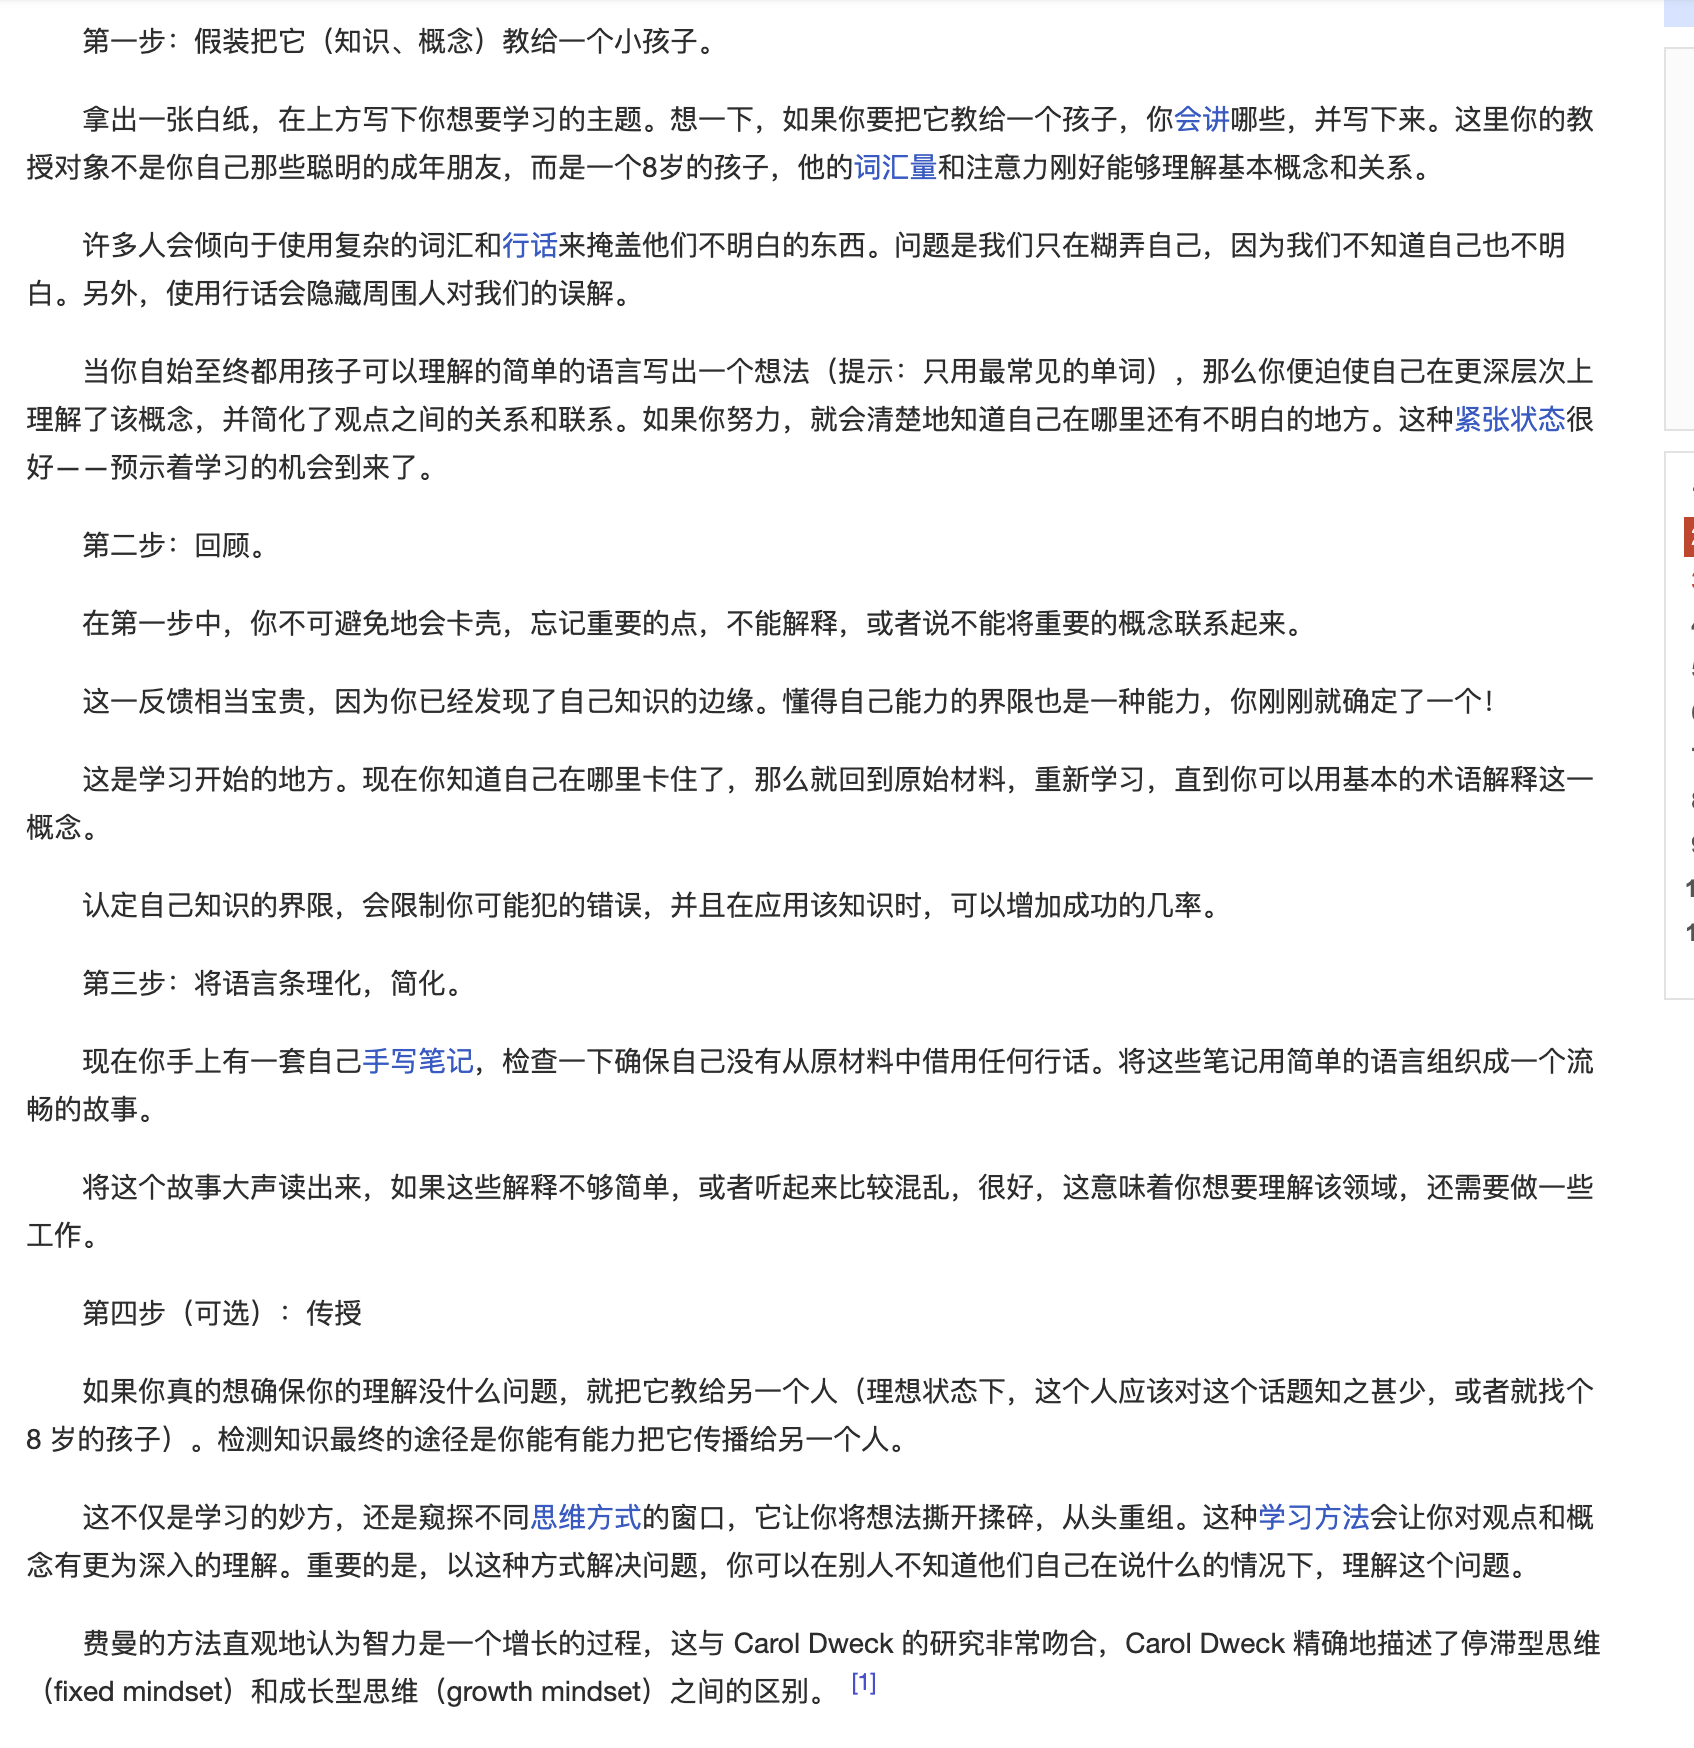 第一步：假装把它（知识、概念）教给一个小孩子。
拿出一张白纸，在上方写下你想要学习的主题。想一下，如果你要把它教给一个孩子，你会讲哪些，并写下来。这里你的教
授对象不是你自己那些聪明的成年朋友，而是一个8岁的孩子，他的词汇量和注意力刚好能够理解基本概念和关系。
许多人会倾向于使用复杂的词汇和行话来掩盖他们不明白的东西。问题是我们只在糊弄自己，因为我们不知道自己也不明
白。另外，使用行话会隐藏周围人对我们的误解。
当你自始至终都用孩子可以理解的简单的语言写出一个想法（提示：只用最常见的单词），那么你便迫使自己在更深层次上
理解了该概念，并简化了观点之间的关系和联系。如果你努力，就会清楚地知道自己在哪里还有不明白的地方。这种紧张状态很
好——预示着学习的机会到来了。
第二步：回顾。
在第一步中，你不可避免地会卡壳，忘记重要的点，不能解释，或者说不能将重要的概念联系起来。
这一反馈相当宝贵，因为你已经发现了自己知识的边缘。懂得自己能力的界限也是一种能力，你刚刚就确定了一个！
这是学习开始的地方。现在你知道自己在哪里卡住了，那么就回到原始材料，重新学习，直到你可以用基本的术语解释这一
概念。
认定自己知识的界限，会限制你可能犯的错误，并且在应用该知识时，可以增加成功的几率。
第三步：将语言条理化，简化。
现在你手上有一套自己手写笔记，检查一下确保自己没有从原材料中借用任何行话。将这些笔记用简单的语言组织成一个流
畅的故事。
将这个故事大声读出来，如果这些解释不够简单，或者听起来比较混乱，很好，这意味着你想要理解该领域，还需要做一些
工作。
第四步（可选）：传授
如果你真的想确保你的理解没什么问题，就把它教给另一个人（理想状态下，这个人应该对这个话题知之甚少，或者就找个
8 岁的孩子）。检测知识最终的途径是你能有能力把它传播给另一个人。
这不仅是学习的妙方，还是窥探不同思维方式的窗口，它让你将想法撕开揉碎，从头重组。这种学习方法会让你对观点和概
念有更为深入的理解。重要的是，以这种方式解决问题，你可以在别人不知道他们自己在说什么的情况下，理解这个问题。
费曼的方法直观地认为智力是一个增长的过程，这与 Carol Dweck 的研究非常吻合，Carol Dweck 精确地描述了停滞型思维
（fixed mindset）和成长型思维（growth mindset）之间的区别。 [1]